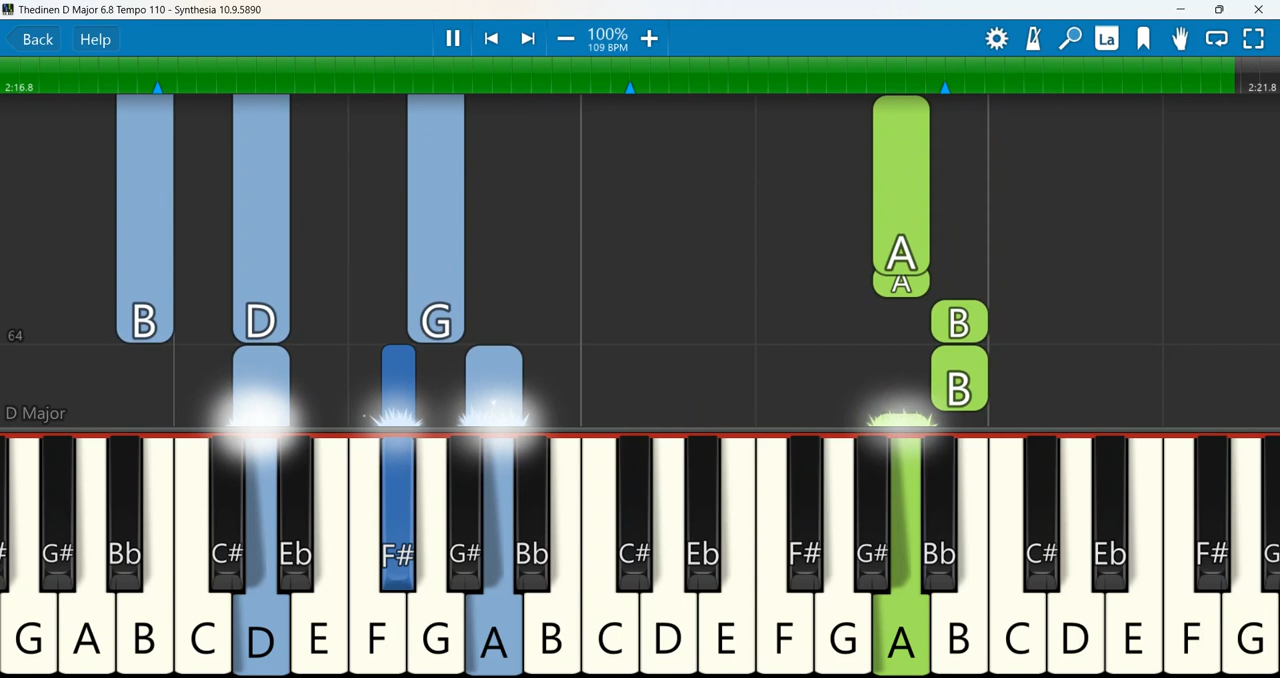 Thedinen D Major 6.8 Tempo 110 - Synthesia 10.9.5890
Back Help 100% La
109 BPM
2:16.8 2:21.8
A
A
B D G B
64
B
D Major
G# Bb C# Eb F# G# Bb C# Eb F# G# Bb C# Eb F# G
G A B C D E F G A B C D E F G A B C D E F G